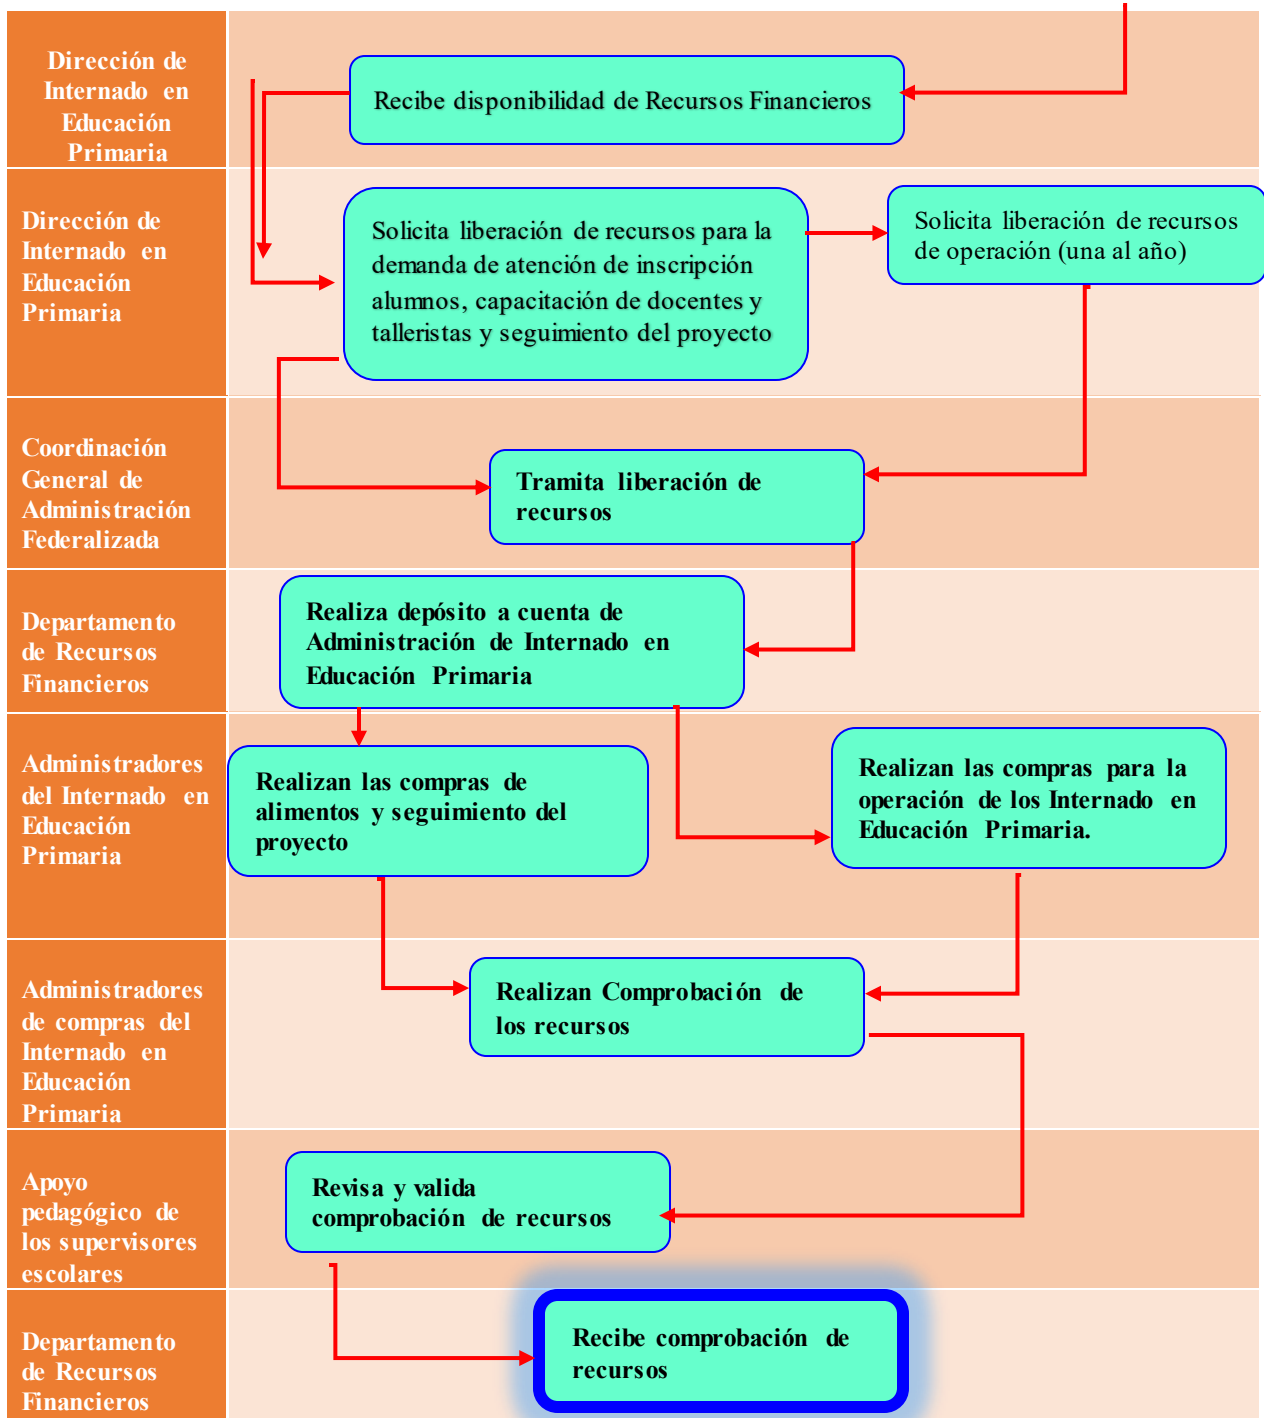 Dirección de
Internado en
Educación
Primaria
Recibe disponibilidad de Recursos Financieros
Dirección de
Internado en
Educación
Primaria
Solicita liberación de recursos para la
demanda de atención de inscripción
alumnos, capacitación de docentes y
talleristas y seguimiento del proyecto
Solicita liberación de recursos
de operación (una al año)
Coordinación
General de
Administración
Federalizada
Tramita liberación de
recursos
Departamento
de Recursos
Financieros
Realiza depósito a cuenta de
Administración de Internado en
Educación Primaria
Administradores
del Internado en
Educación
Primaria
Realizan las compras de
alimentos y seguimiento del
proyecto
Realizan las compras para la
operación de los Internado en
Educación Primaria.
Administradores
de compras del
Internado en
Educación
Primaria
Realizan Comprobación de
los recursos
Apoyo
pedagógico de
los supervisores
escolares
Revisa y valida
comprobación de recursos
Departamento
de Recursos
Financieros
Recibe comprobación de
recursos